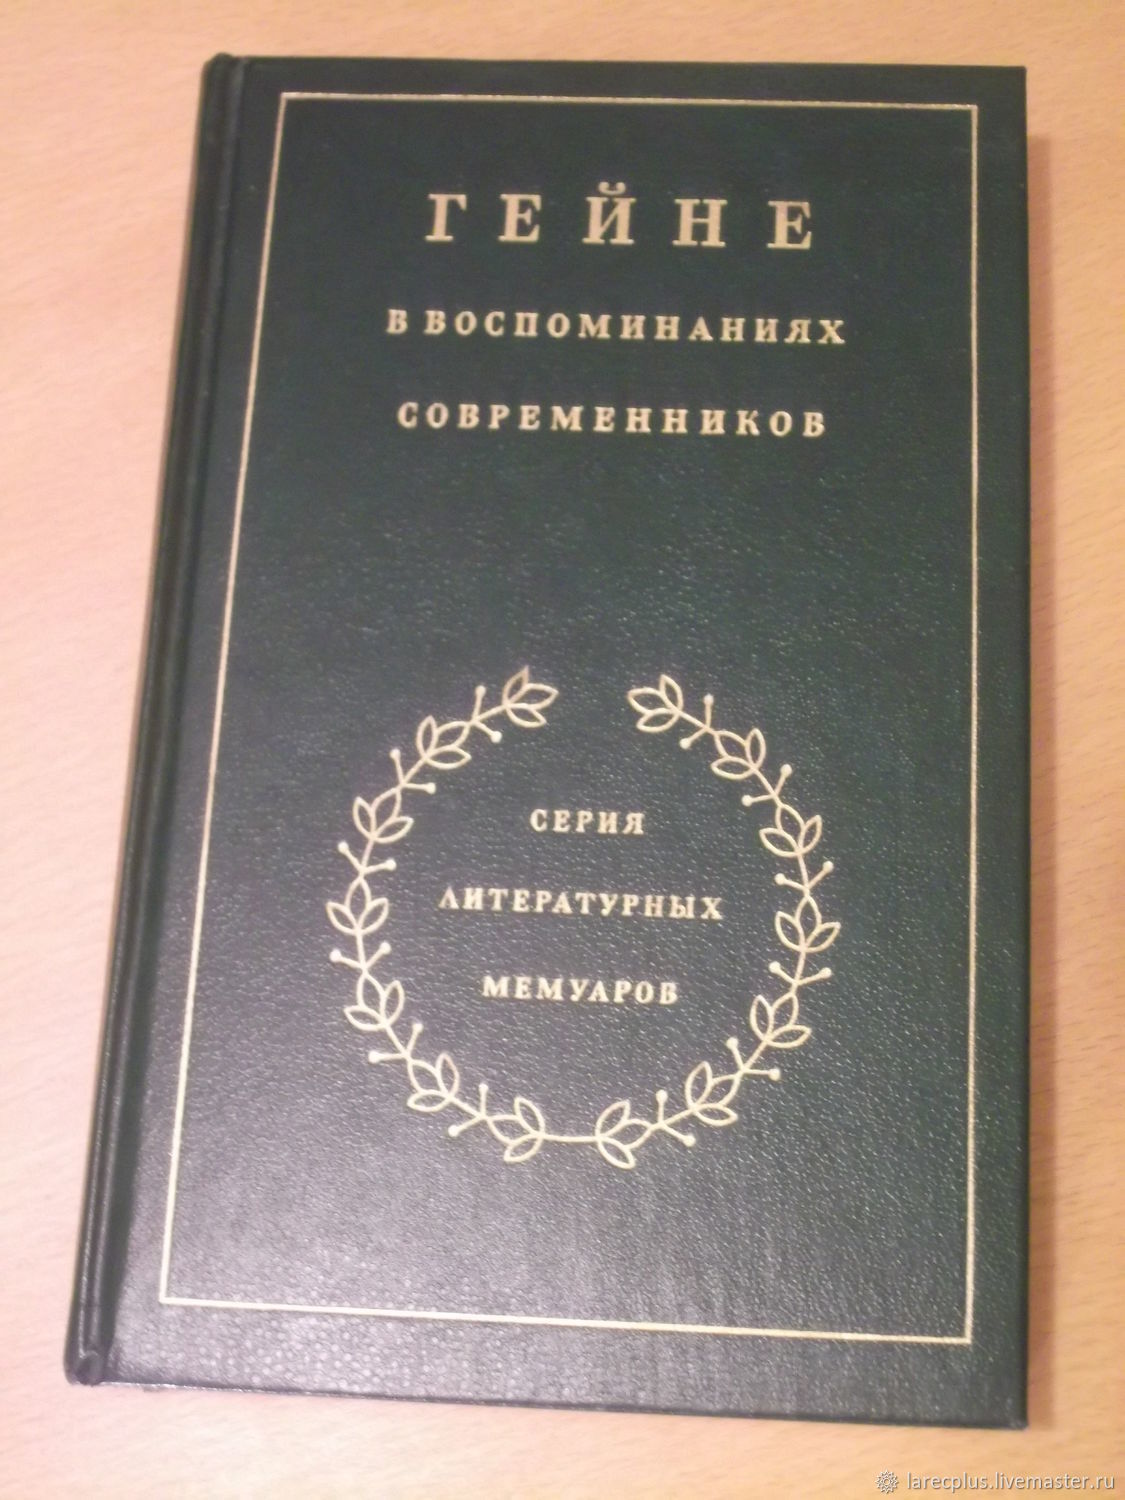 ГЕЙНЕ
В ВОСПОМИНАНИЯХ
СОВРЕМЕННИКОВ
СЕРИЯ
ЛИТЕРАТУРНЫХ
МЕМУАРОВ
larecplus.livemaster.ru